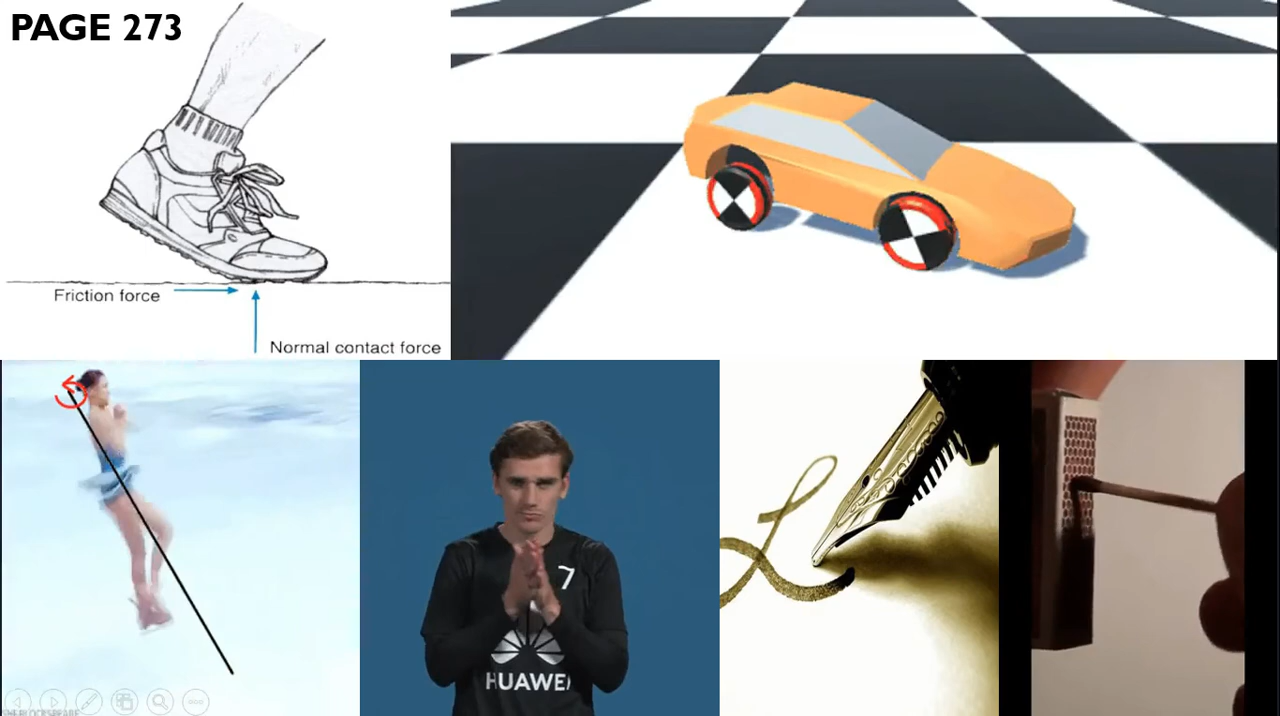 PAGE 273
Friction force
Normal contact force
7
HUAWEI